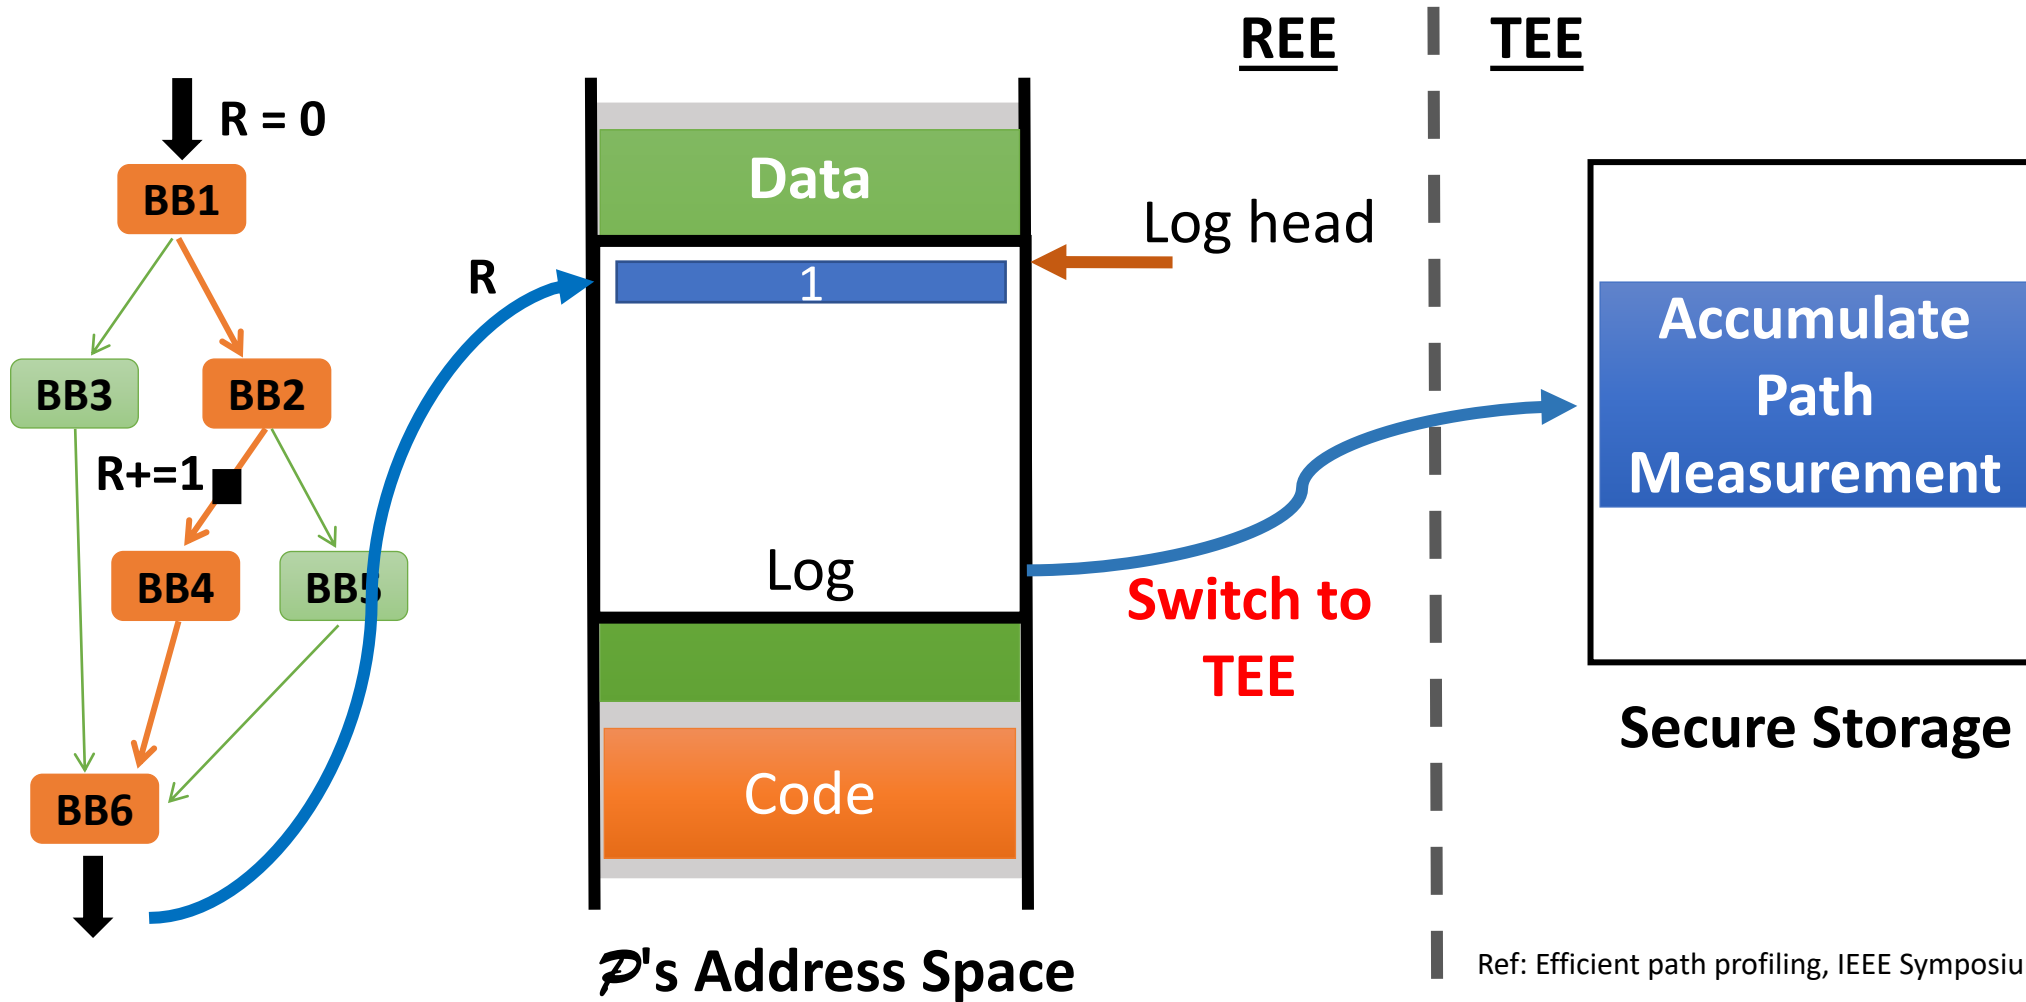 REE
TEE
R = 0
BB1
Data
Log head
R
1
BB3
BB2
R+=1
BB4
BB5
Log
Switch to
TEE
Accumulate
Path
Measurement
Secure Storage
BB6
Code
𝒫's Address Space
Ref: Efficient path profiling, IEEE